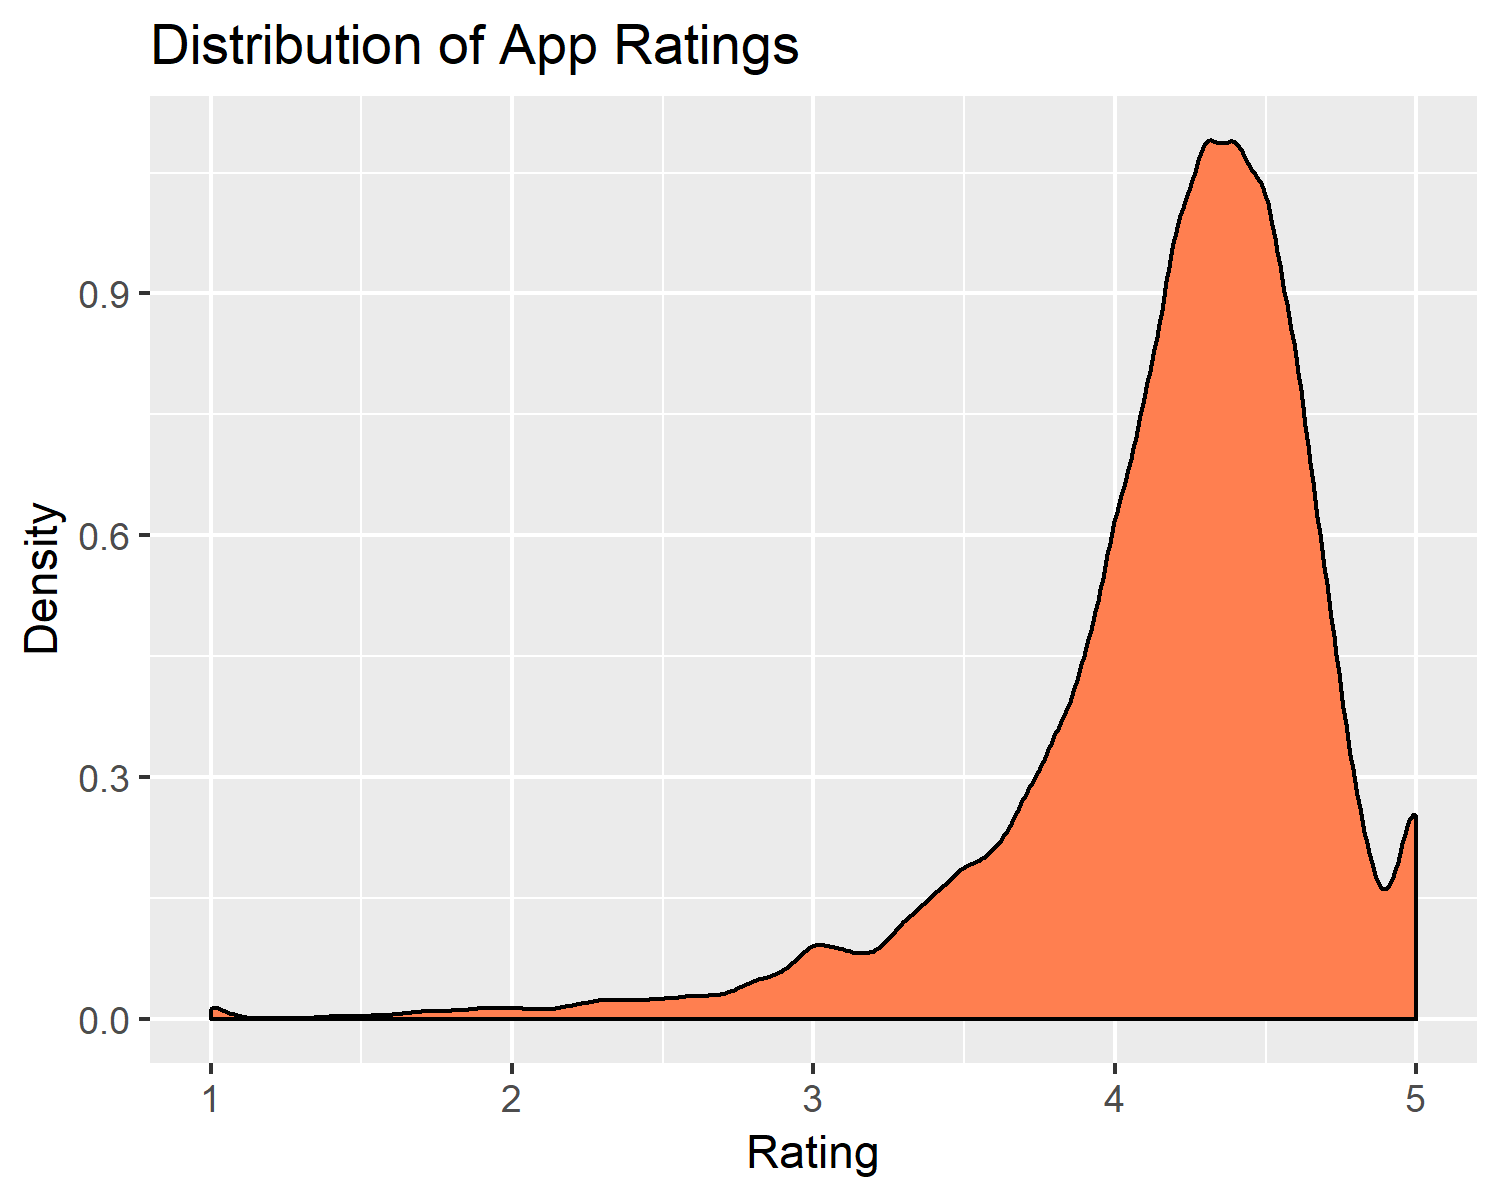 Distribution of App Ratings
Density
0.9
0.6
0.3
0.0
1 2 3 4 5
Rating